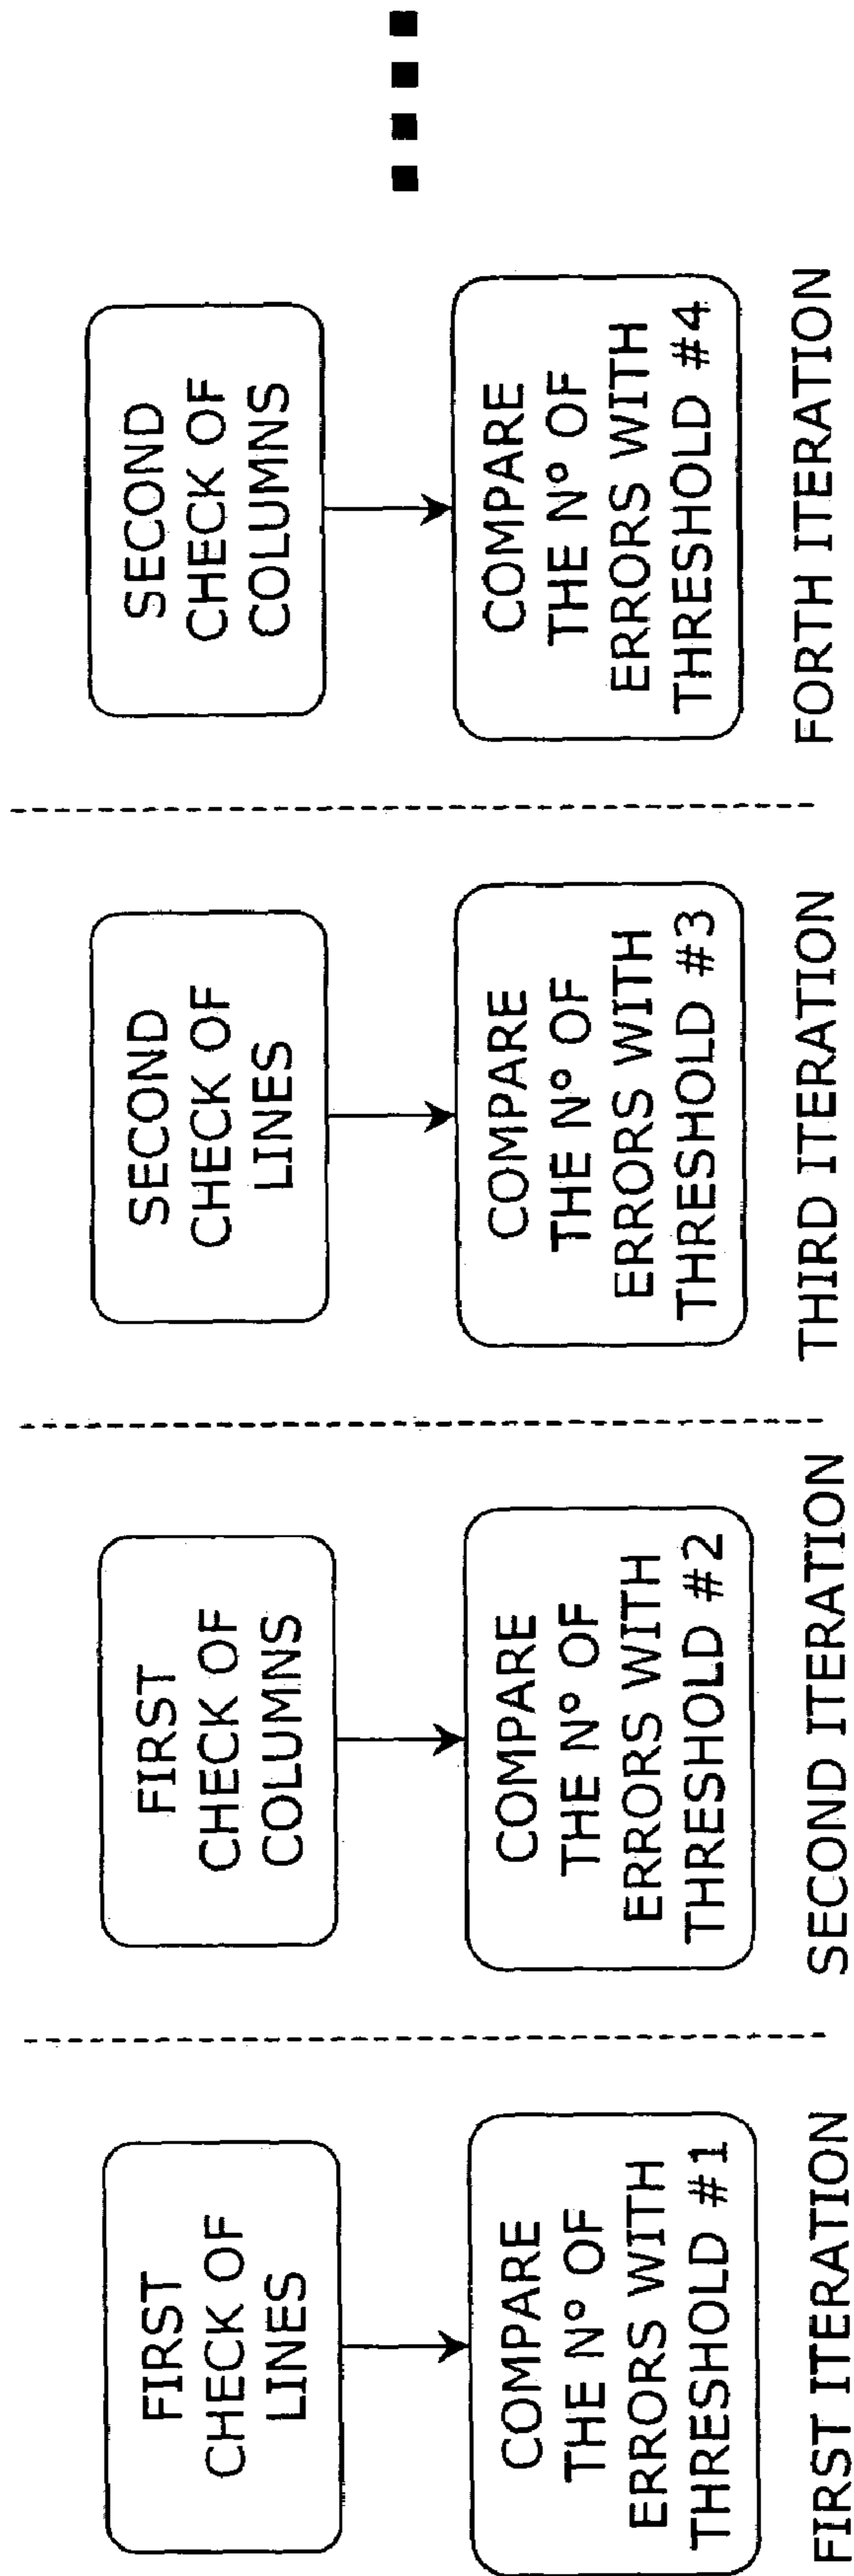 FIRST
CHECK OF
LINES
COMPARE
THE N° OF
ERRORS WITH
THRESHOLD #1
FIRST ITERATION
FIRST
CHECK OF
COLUMNS
COMPARE
THE N° OF
ERRORS WITH
THRESHOLD #2
SECOND ITERATION
SECOND
CHECK OF
LINES
COMPARE
THE N° OF
ERRORS WITH
THRESHOLD #3
THIRD ITERATION
SECOND
CHECK OF
COLUMNS
COMPARE
THE N° OF
ERRORS WITH
THRESHOLD #4
FORTH ITERATION